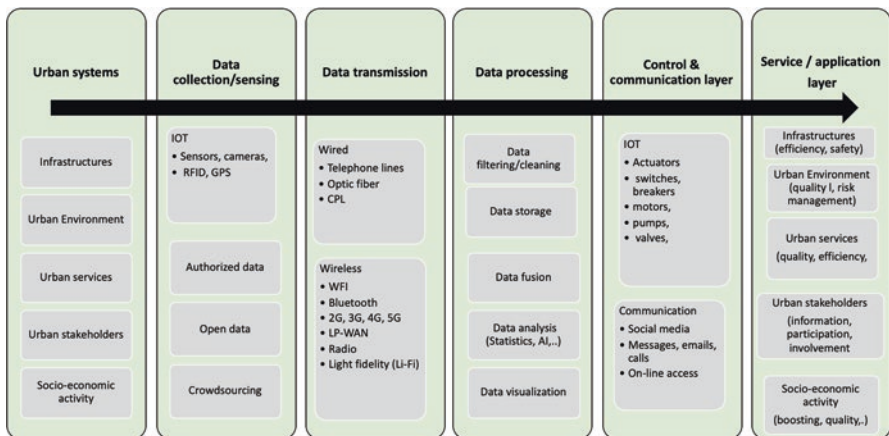 Urban systems
Infrastructures
Urban Environment
Urban services
Urban stakeholders
Socio-economic
activity
Data
collection/sensing
IOT
• Sensors, cameras,
• RFID, GPS
Authorized data
Open data
Crowdsourcing
Data transmission
Wired
• Telephone lines
• Optic fiber
• CPL
Wireless
• WFI
• Bluetooth
• 2G, 3G, 4G, 5G
• LP-WAN
• Radio
• Light fidelity (Li-Fi)
Data processing
Data
filtering/cleaning
Data storage
Data fusion
Data analysis
(Statistics, AI,..)
Data visualization
Control &
communication layer
IOT
• Actuators
• switches,
breakers
• motors,
• pumps,
• valves,
Communication
• Social media
• Messages, emails,
calls
• On-line access
Service / application
layer
Infrastructures
(efficiency, safety)
Urban Environment
(quality l, risk
management)
Urban services
(quality, efficiency,
Urban stakeholders
(information,
participation,
involvement
Socio-economic
activity
(boosting, quality,.)